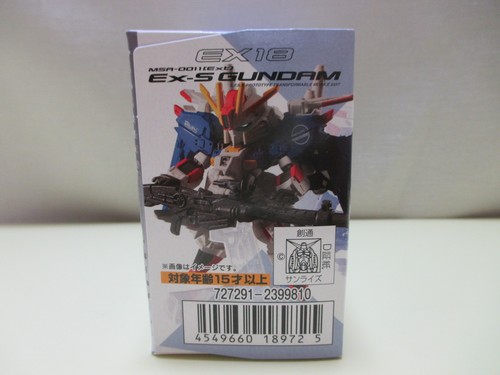 EX18
MSA-0011[Ext]
Ex-S GUNDAM
創通
©
サンライズ
※画像はイメージです。
対象年齢15才以上
727291-2399810
4549660 18972 5